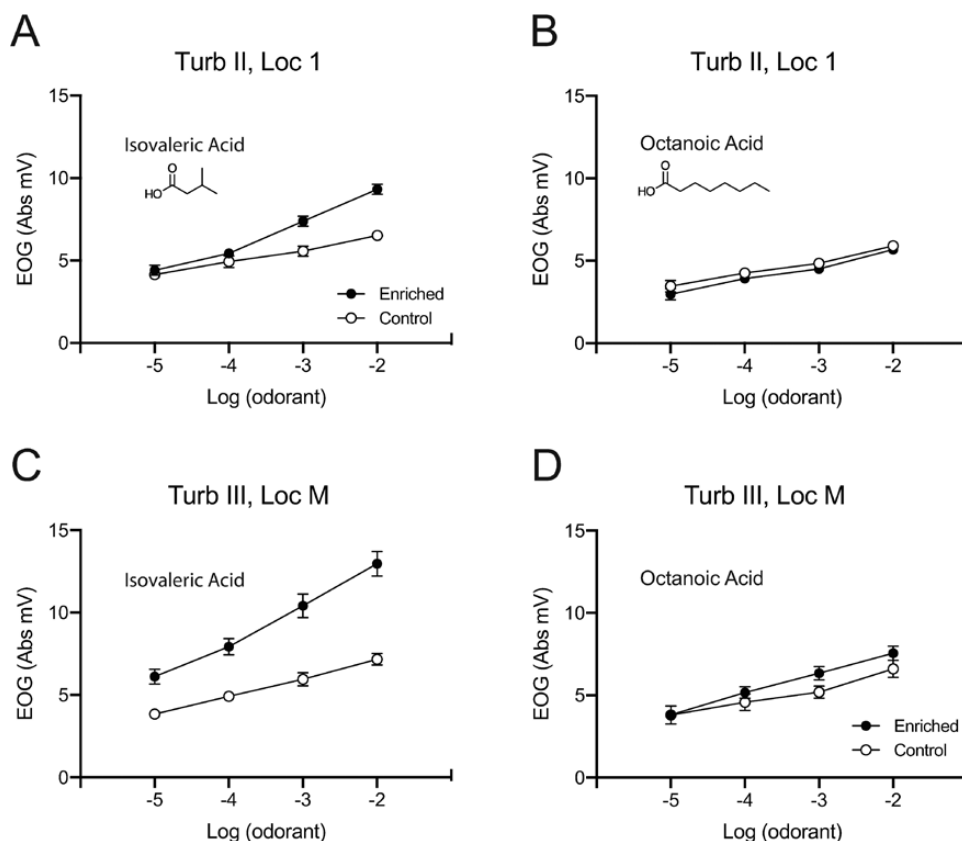 A
Turb II, Loc 1
15
10
5
0
EOG (Abs mV)
Isovaleric Acid
O
HO
Enriched
Control
-5 -4 -3 -2
Log (odorant)
B
Turb II, Loc 1
15
10
5
0
EOG (Abs mV)
Octanoic Acid
O
HO
-5 -4 -3 -2
Log (odorant)
C
Turb III, Loc M
15
10
5
0
EOG (Abs mV)
Isovaleric Acid
-5 -4 -3 -2
Log (odorant)
D
Turb III, Loc M
15
10
5
0
EOG (Abs mV)
Octanoic Acid
Enriched
Control
-5 -4 -3 -2
Log (odorant)